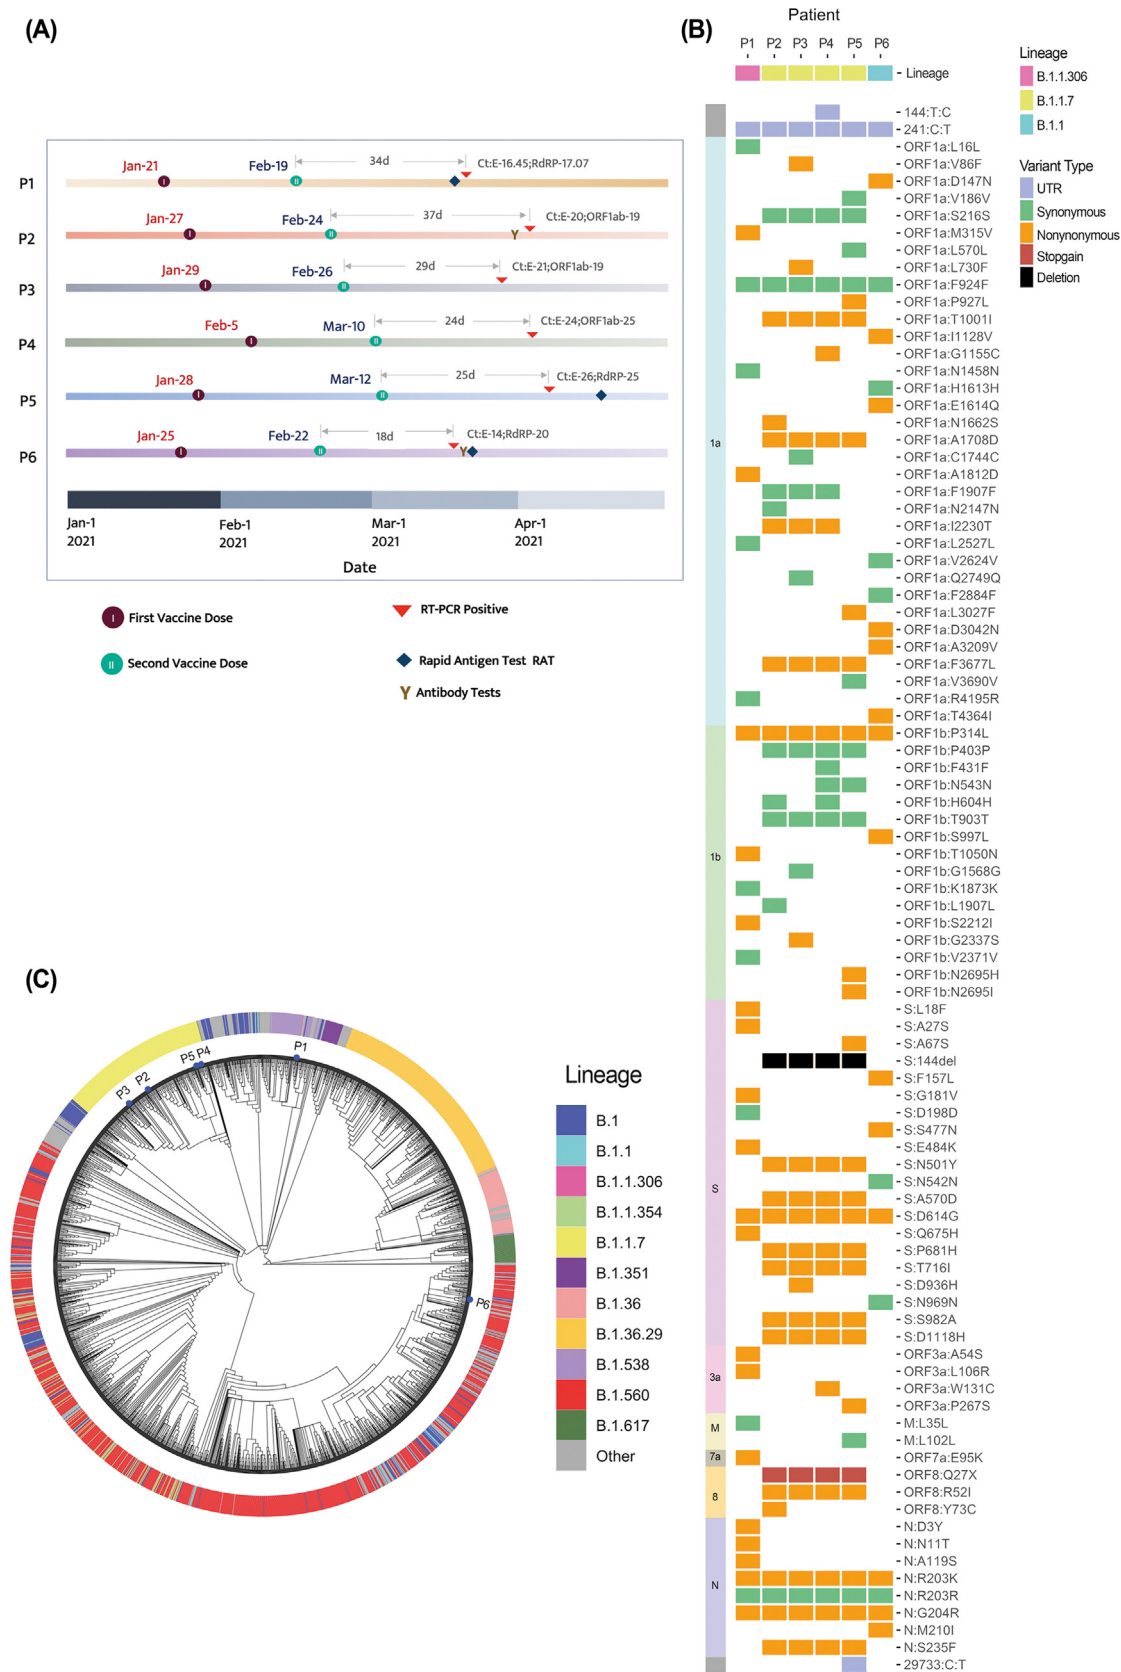 (A)
Jan-21
Feb-19
34d
Ct:E-16.45;RdRP-17.07
P1
I
II
Jan-27
Feb-24
37d
Ct:E-20;ORF1ab-19
P2
I
II
Y
Jan-29
Feb-26
29d
Ct:E-21;ORF1ab-19
P3
I
II
Feb-5
Mar-10
24d
Ct:E-24;ORF1ab-25
P4
I
II
Jan-28
Mar-12
25d
Ct:E-26;RdRP-25
P5
I
II
Jan-25
Feb-22
18d
Ct:E-14;RdRP-20
P6
I
II
Y
Jan-1 2021
Feb-1 2021
Mar-1 2021
Apr-1 2021
Date
I First Vaccine Dose
RT-PCR Positive
II Second Vaccine Dose
Rapid Antigen Test RAT
Y Antibody Tests
(B)
Patient
P1 P2 P3 P4 P5 P6
Lineage
Lineage
B.1.1.306
B.1.1.7
B.1.1
Variant Type
UTR
Synonymous
Nonynonymous
Stopgain
Deletion
144:T:C
241:C:T
ORF1a:L16L
ORF1a:V86F
ORF1a:D147N
ORF1a:V186V
ORF1a:S216S
ORF1a:M315V
ORF1a:L570L
ORF1a:L730F
ORF1a:F924F
ORF1a:P927L
ORF1a:T1001I
ORF1a:I1128V
ORF1a:G1155C
ORF1a:N1458N
ORF1a:H1613H
ORF1a:E1614Q
ORF1a:N1662S
ORF1a:A1708D
ORF1a:C1744C
ORF1a:A1812D
ORF1a:F1907F
ORF1a:N2147N
ORF1a:I2230T
ORF1a:L2527L
ORF1a:V2624V
ORF1a:Q2749Q
ORF1a:F2884F
ORF1a:L3027F
ORF1a:D3042N
ORF1a:A3209V
ORF1a:F3677L
ORF1a:V3690V
ORF1a:R4195R
ORF1a:T4364I
ORF1b:P314L
ORF1b:P403P
ORF1b:F431F
ORF1b:N543N
ORF1b:H604H
ORF1b:T903T
ORF1b:S997L
ORF1b:T1050N
ORF1b:G1568G
ORF1b:K1873K
ORF1b:L1907L
ORF1b:S2212I
ORF1b:G2337S
ORF1b:V2371V
ORF1b:N2695H
ORF1b:N2695I
S:L18F
S:A27S
S:A67S
S:144del
S:F157L
S:G181V
S:D198D
S:S477N
S:E484K
S:N501Y
S:N542N
S:A570D
S:D614G
S:Q675H
S:P681H
S:T716I
S:D936H
S:N969N
S:S982A
S:D1118H
ORF3a:A54S
ORF3a:L106R
ORF3a:W131C
ORF3a:P267S
M:L35L
M:L102L
ORF7a:E95K
ORF8:Q27X
ORF8:R52I
ORF8:Y73C
N:D3Y
N:N11T
N:A119S
N:R203K
N:R203R
N:G204R
N:M210I
N:S235F
29733:C:T
1a
1b
S
3a
M
7a
8
N
(C)
P1
P5 P4
P2
P3
P6
Lineage
B.1
B.1.1
B.1.1.306
B.1.1.354
B.1.1.7
B.1.351
B.1.36
B.1.36.29
B.1.538
B.1.560
B.1.617
Other